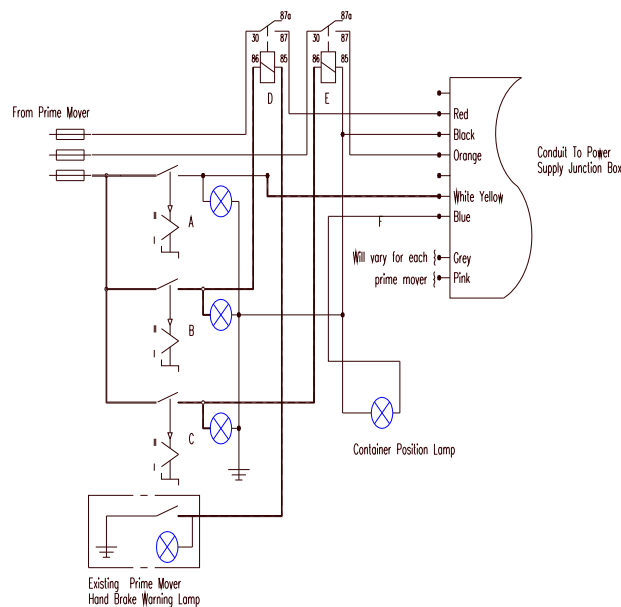 87a
87a
30
87
30
87
86
85
86
85
D
E
From Prime Mover
Red
Black
Orange
White Yellow
Blue
Grey
Pink
Conduit To Power
Supply Junction Box
A
F
Will vary for each {
prime mover {
B
C
Container Position Lamp
Existing Prime Mover
Hand Brake Warning Lamp